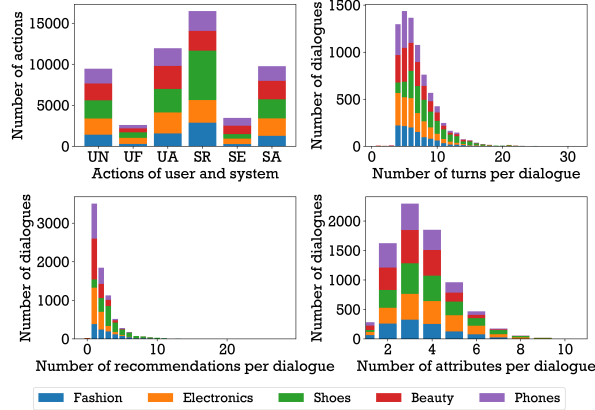 15000
10000
5000
0
Number of actions
UN UF UA SR SE SA
Actions of user and system
1500
1000
500
0
Number of dialogues
0 10 20 30
Number of turns per dialogue
3000
2000
1000
0
Number of dialogues
0 10 20
Number of recommendations per dialogue
2000
1500
1000
500
0
Number of dialogues
2 4 6 8 10
Number of attributes per dialogue
Fashion Electronics Shoes Beauty Phones